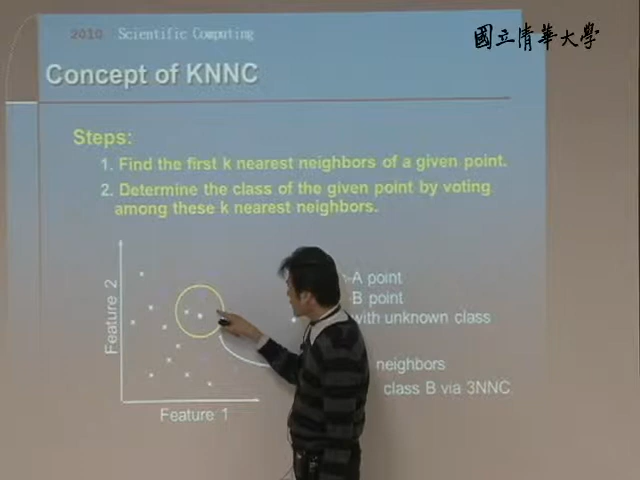 2010 Scientific Computing
國立清華大學
Concept of KNNC
Steps:
1. Find the first k nearest neighbors of a given point.
2. Determine the class of the given point by voting
among these k nearest neighbors.
A point
B point
with unknown class
neighbors
class B via 3NNC
Feature 2
Feature 1